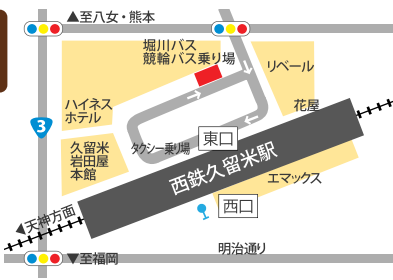 ▲至八女・熊本
堀川バス
競輪バス乗り場
リベール
ハイネス
ホテル
花屋
3
久留米
岩田屋
本館
タクシー乗り場
東口
西鉄久留米駅
エマックス
西口
◀天神方面
▼至福岡
明治通り